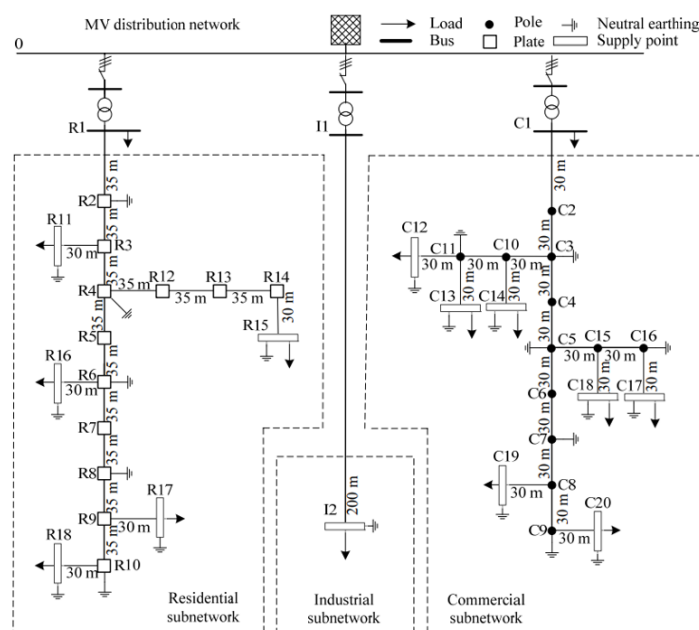 MV distribution network
Load
Pole
Neutral earthing
Bus
Plate
Supply point
0
R1
I1
C1
35 m
30 m
R2
C2
35 m
C12
30 m
R11
R3
C11
C10
C3
30 m
30 m
30 m
30 m
35 m
R12
R13
R14
30 m
30 m
30 m
R4
35 m
35 m
35 m
C13
C14
C4
35 m
30 m
30 m
R15
R5
C5
C15
C16
R16
35 m
30 m
30 m
R6
30 m
30 m
30 m
30 m
C6
C18
C17
35 m
R7
30 m
35 m
C7
C19
R8
30 m
R17
35 m
200 m
C8
30 m
C20
R9
I2
30 m
R18
30 m
35 m
C9
30 m
30 m
R10
Residential
subnetwork
Industrial
subnetwork
Commercial
subnetwork